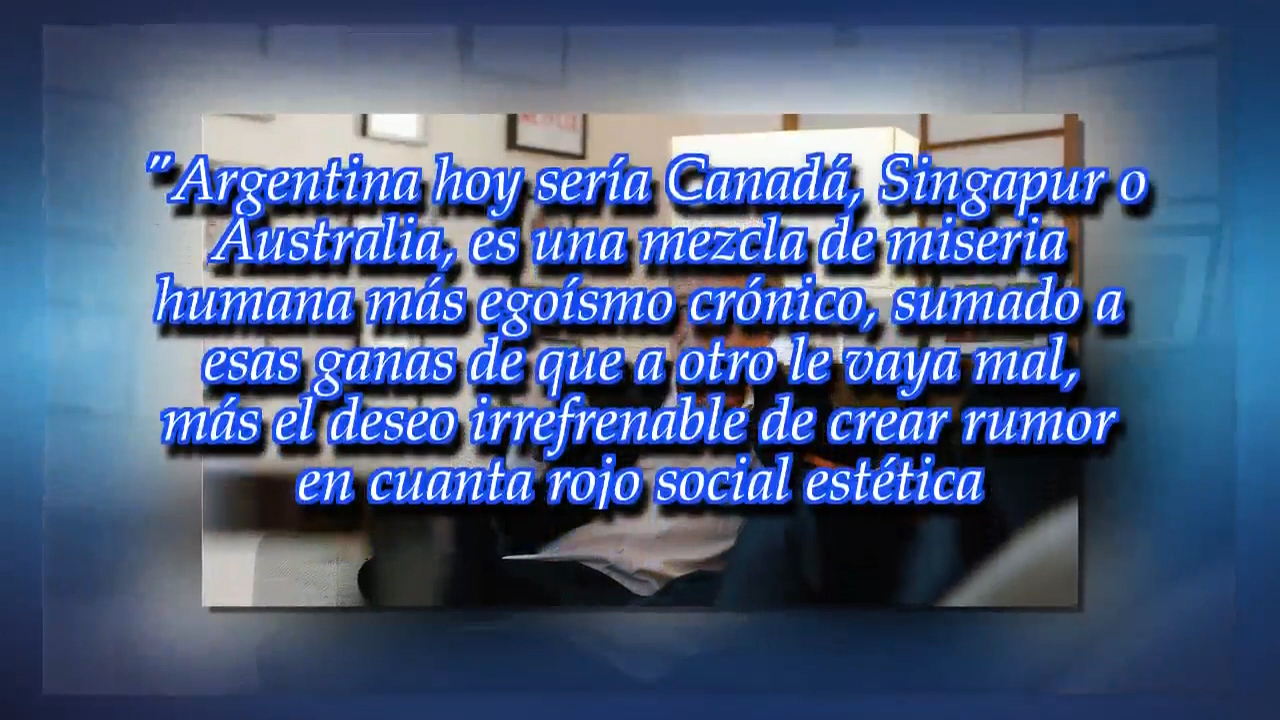 "Argentina hoy sería Canadá, Singapur o
Australia, es una mezcla de miseria
humana más egoísmo crónico, sumado a
esas ganas de que a otro le vaya mal,
más el deseo irrefrenable de crear rumor
en cuanta rojo social estética